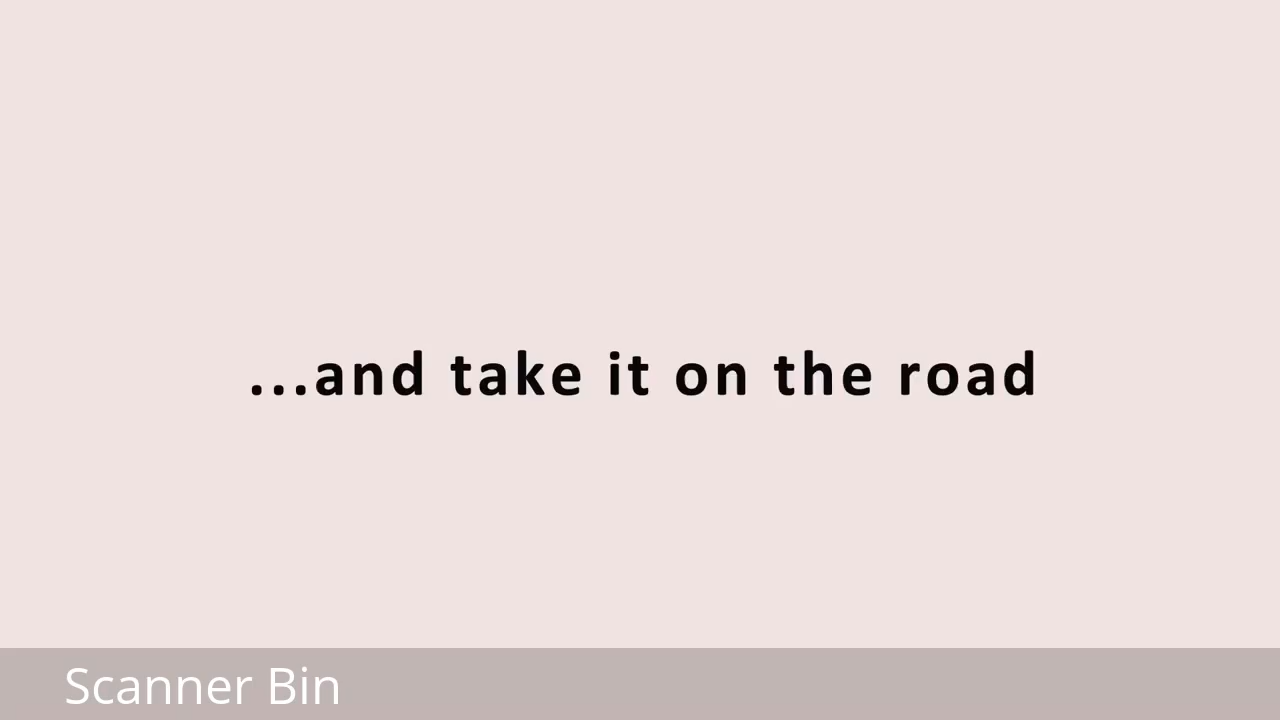 ...and take it on the road
Scanner Bin